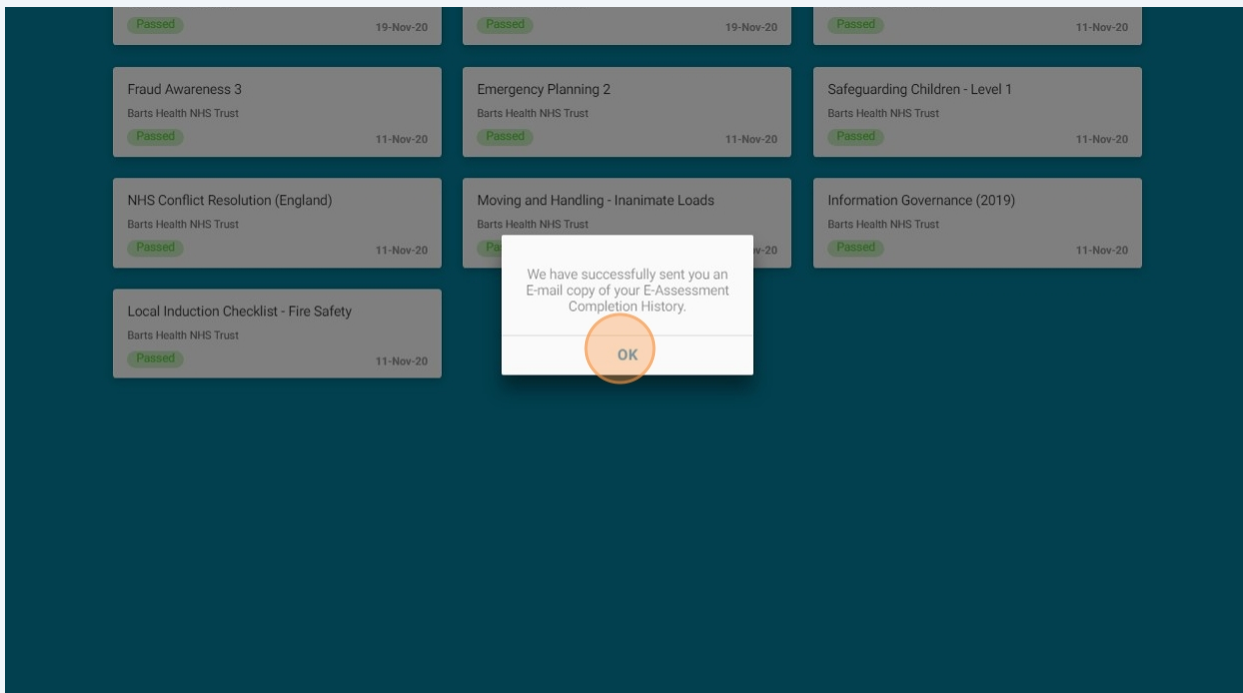 Passed
19-Nov-20
Passed
19-Nov-20
Passed
11-Nov-20
Fraud Awareness 3
Barts Health NHS Trust
Passed
11-Nov-20
Emergency Planning 2
Barts Health NHS Trust
Passed
11-Nov-20
Safeguarding Children - Level 1
Barts Health NHS Trust
Passed
11-Nov-20
NHS Conflict Resolution (England)
Barts Health NHS Trust
Passed
11-Nov-20
Moving and Handling - Inanimate Loads
Barts Health NHS Trust
Pa
v-20
Information Governance (2019)
Barts Health NHS Trust
Passed
11-Nov-20
Local Induction Checklist - Fire Safety
Barts Health NHS Trust
Passed
11-Nov-20
We have successfully sent you an
E-mail copy of your E-Assessment
Completion History.
OK